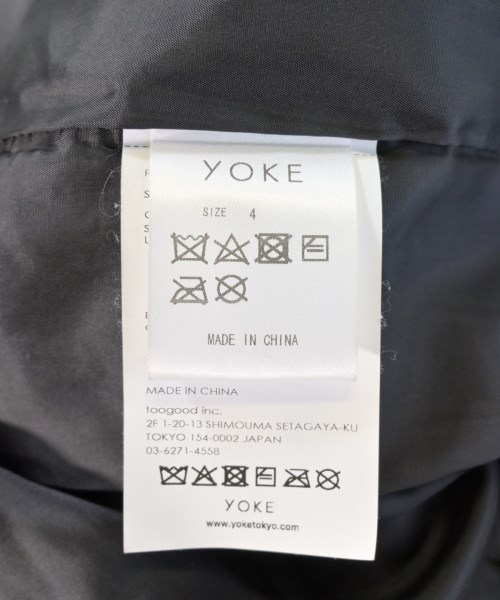 YOKE
SIZE 4
MADE IN CHINA
MADE IN CHINA
toogood inc.
2F 1-20-13 SHIMOUMA SETAGAYA-KU
TOKYO 154-0002 JAPAN
03-6271-4558
YOKE
www.yoketokyo.com